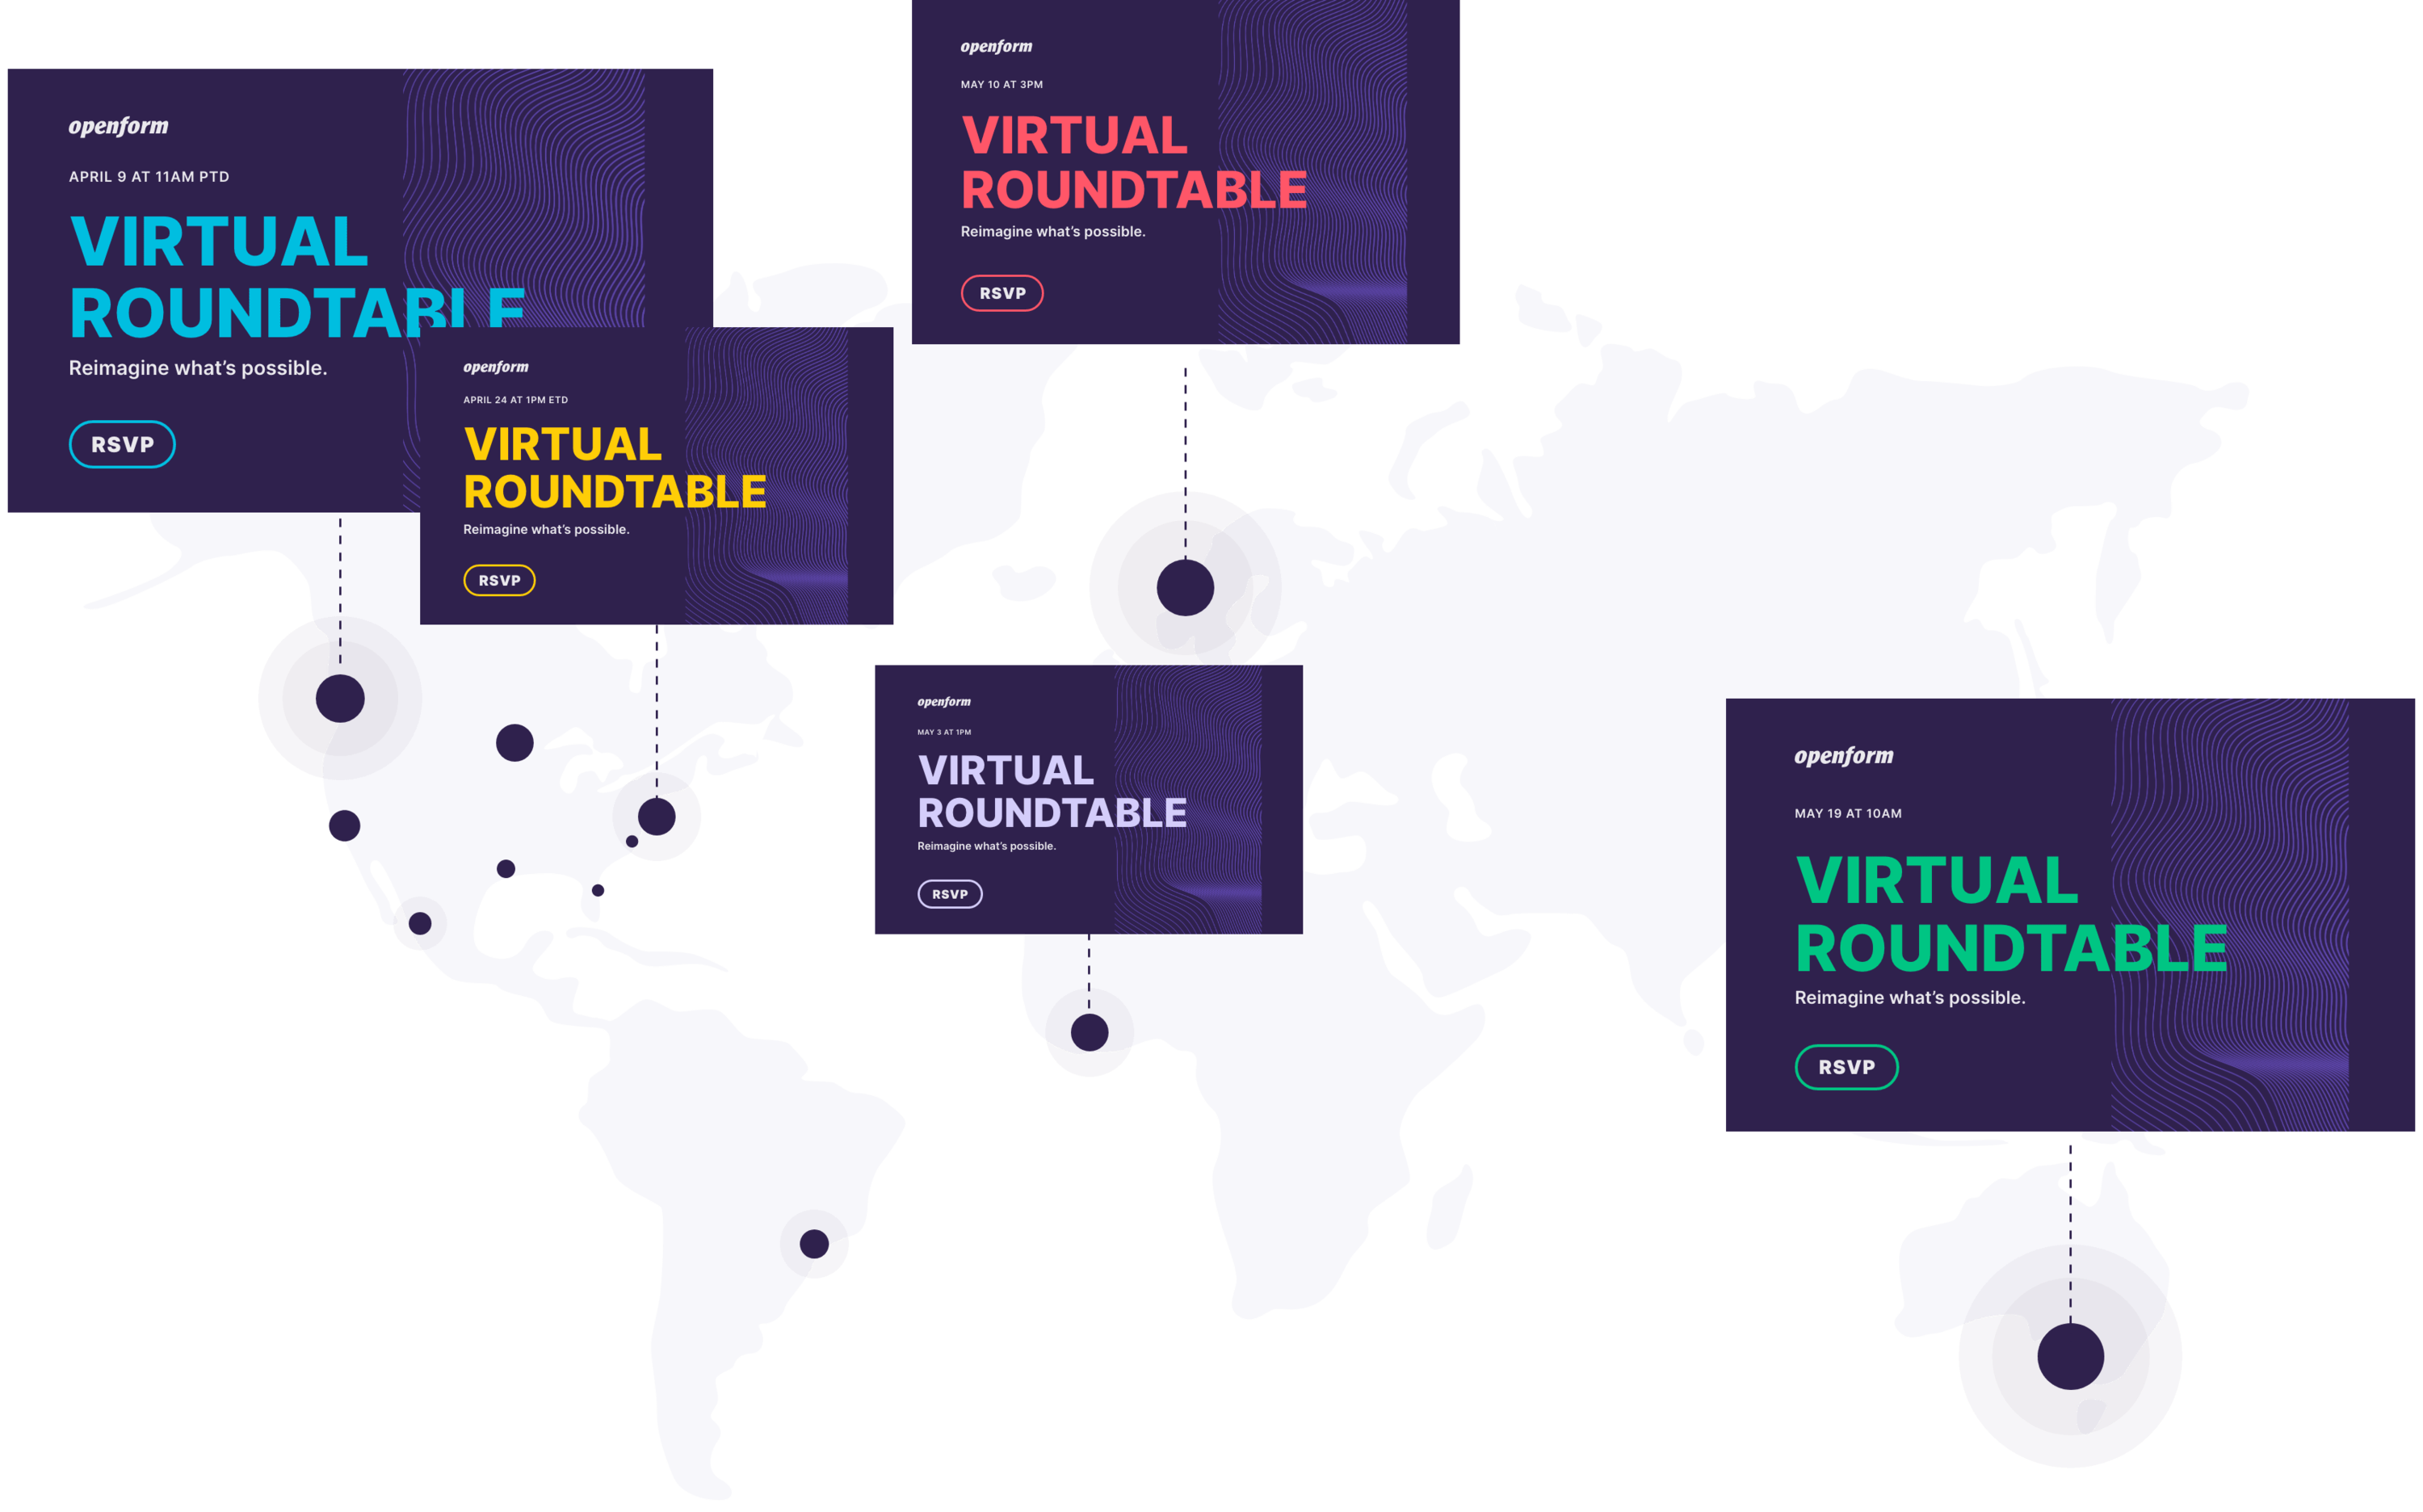 openform
APRIL 9 AT 11AM PTD
VIRTUAL
ROUNDTABLE
Reimagine what’s possible.
RSVP
openform
APRIL 24 AT 1PM ETD
VIRTUAL
ROUNDTABLE
Reimagine what’s possible.
RSVP
openform
MAY 10 AT 3PM
VIRTUAL
ROUNDTABLE
Reimagine what’s possible.
RSVP
openform
MAY 3 AT 1PM
VIRTUAL
ROUNDTABLE
Reimagine what’s possible.
RSVP
openform
MAY 19 AT 10AM
VIRTUAL
ROUNDTABLE
Reimagine what’s possible.
RSVP